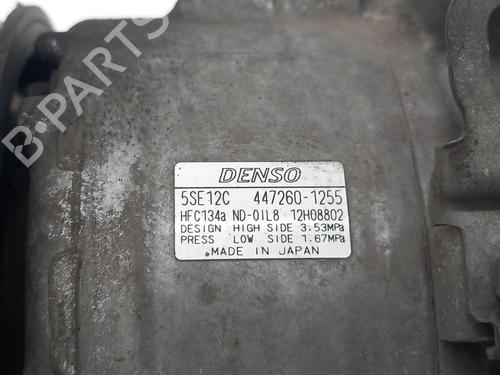 B-PARTS
DENSO
5SE12C 447260-1255
HFC134a ND-OIL8 12H08802
DESIGN HIGH SIDE 3.53MPa
PRESS LOW SIDE 1.67MPa
MADE IN JAPAN